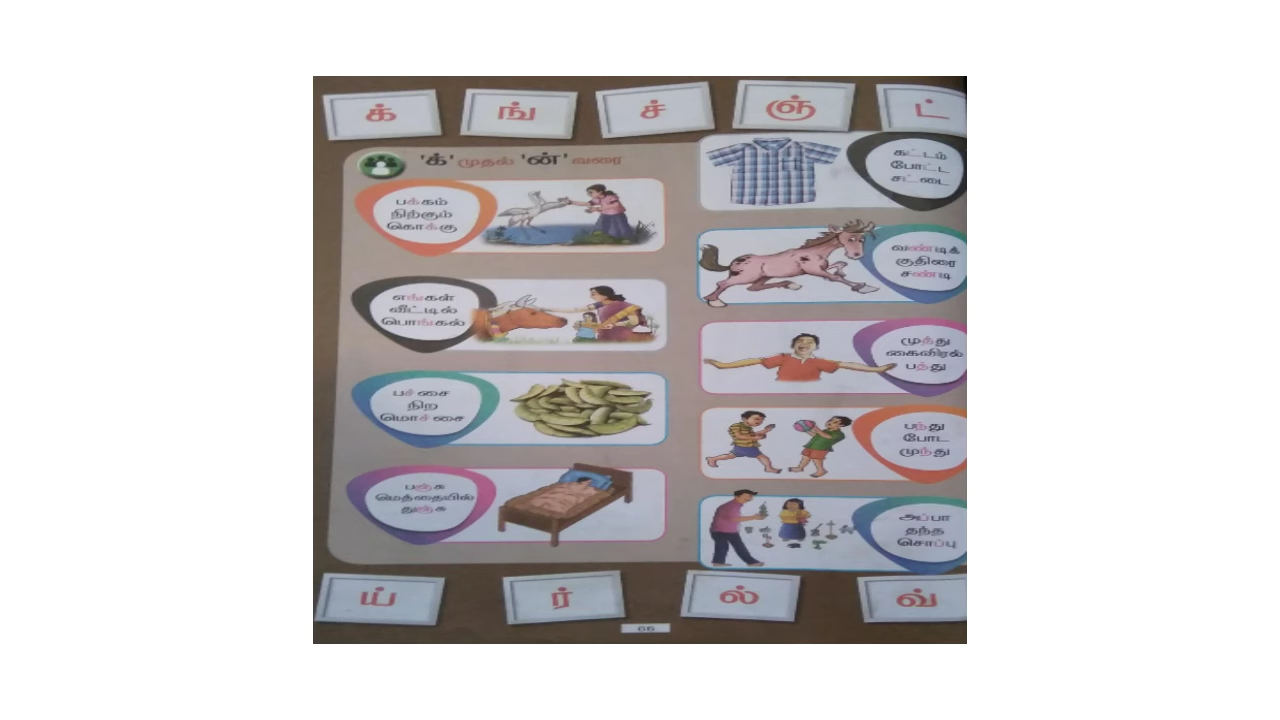 க் ங் ச் ஞ் ட்
'க்' முதல் 'ன்' வரை
பக்கம்
நிற்கும்
கொக்கு
எங்கள்
வீட்டில்
பொங்கல்
பச்சை
நிற
மொச்சை
பஞ்சு
மெத்தையில்
துஞ்சு
கட்டம்
போட்ட
சட்டை
வண்டிக்
குதிரை
சண்டி
முந்து
கைவிரல்
பத்து
பந்து
போட
முந்து
அப்பா
தந்த
சொப்பு
ய் ர் ல் வ்
66